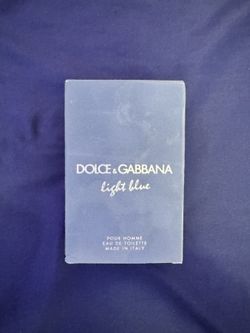 DOLCE & GABBANA
light blue
POUR HOMME
EAU DE TOILETTE
MADE IN ITALY